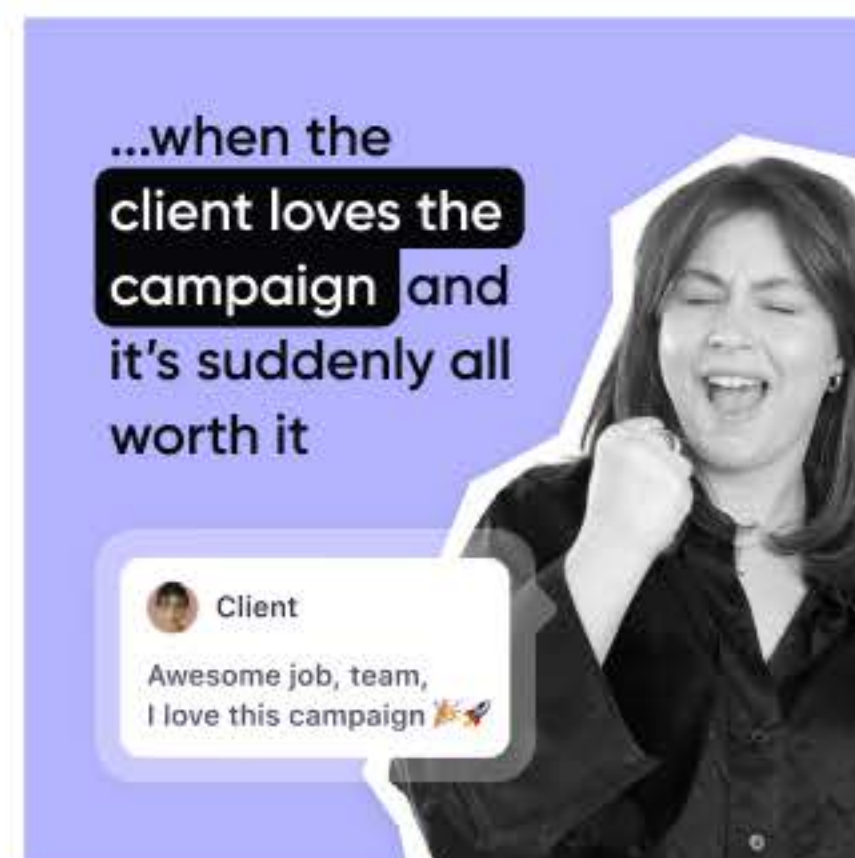 ...when the
client loves the
campaign and
it's suddenly all
worth it
Client
Awesome job, team,
I love this campaign 🎉🚀